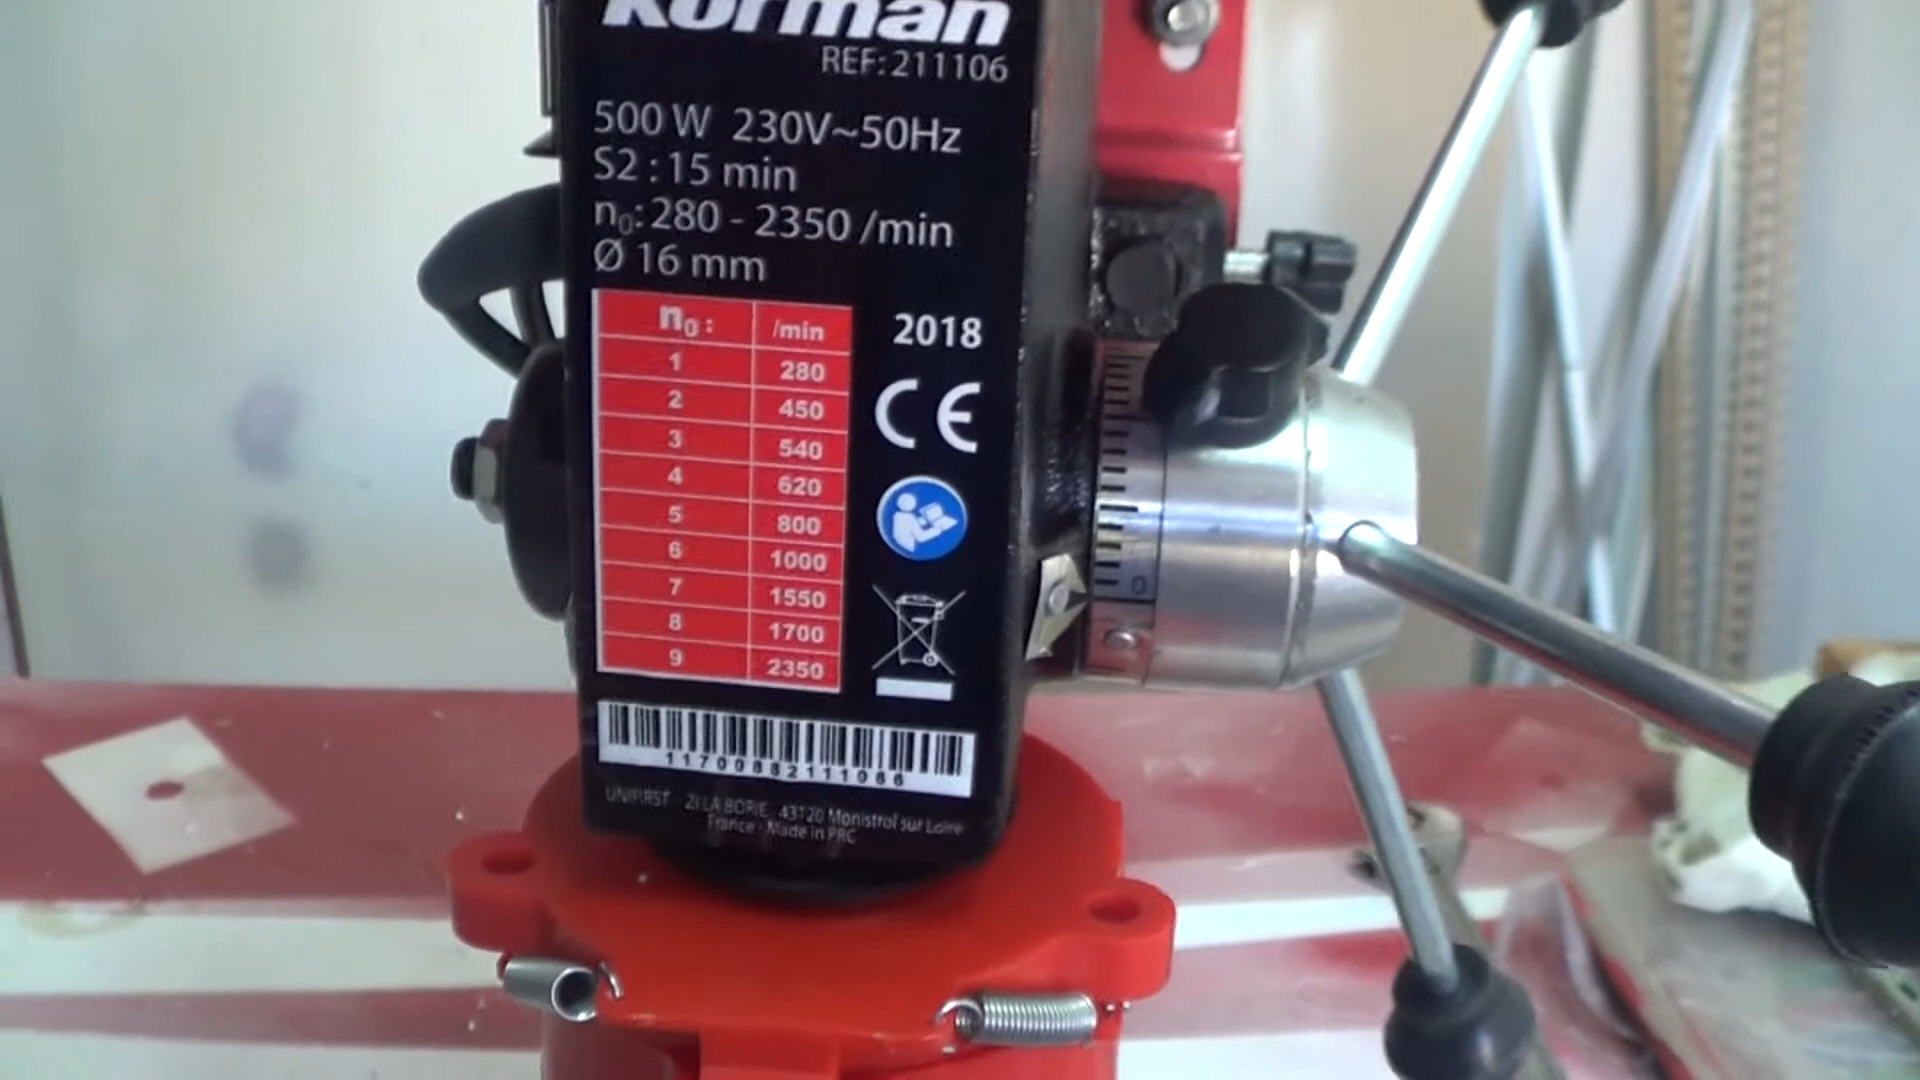 Korman
REF: 211106
500 W 230V~50Hz
S2 : 15 min
n₀: 280 - 2350 /min
Ø 16 mm
n₀ : /min
1 280
2 450
3 540
4 620
5 800
6 1000
7 1550
8 1700
9 2350
2018
CE
UNIFIRST - ZI LA BORIE 43120 Monistrol sur Loire
France - Made in PRC
0